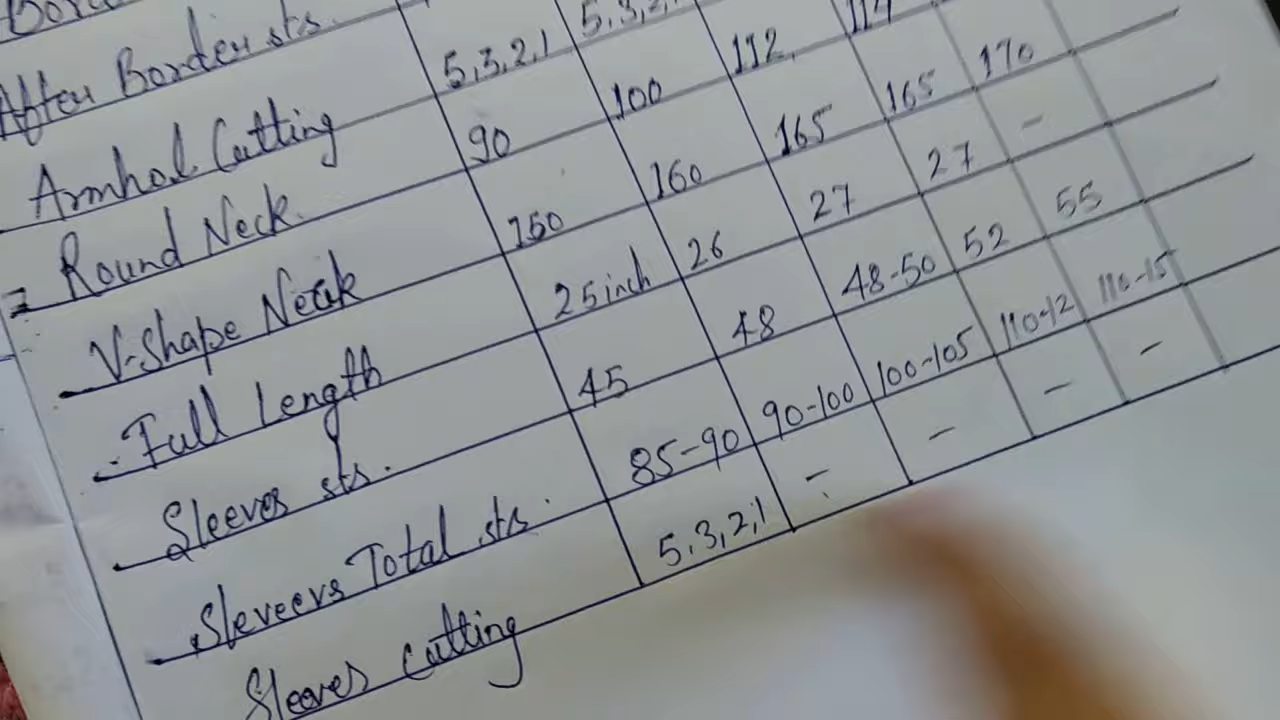 After Border sts.
Armhol Cutting 5,3,2,1 5,3,2,
Round Neck. 90 100 112 114
V-shape Neck 150 160 165 165 170
Full Length 25 inch 26 27 27 -
Sleeves sts. 45 48 48-50 52 55
Sleveers Total sts. 85-90 90-100 100-105 110-12 110-15
Sleeves Cutting 5,3,2,1 - - - -